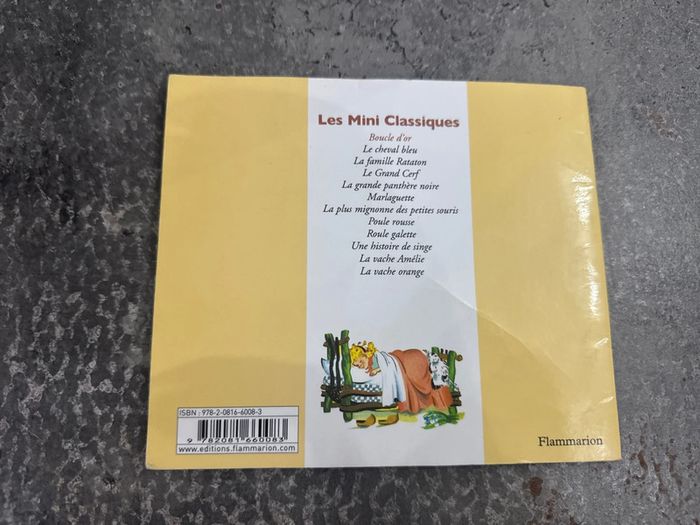 Les Mini Classiques
Boucle d'or
Le cheval bleu
La famille Rataton
Le Grand Cerf
La grande panthère noire
Marlaguette
La plus mignonne des petites souris
Poule rousse
Roule galette
Une histoire de singe
La vache Amélie
La vache orange
ISBN : 978-2-0816-6008-3
9 782081 660083
www.editions.flammarion.com
Flammarion